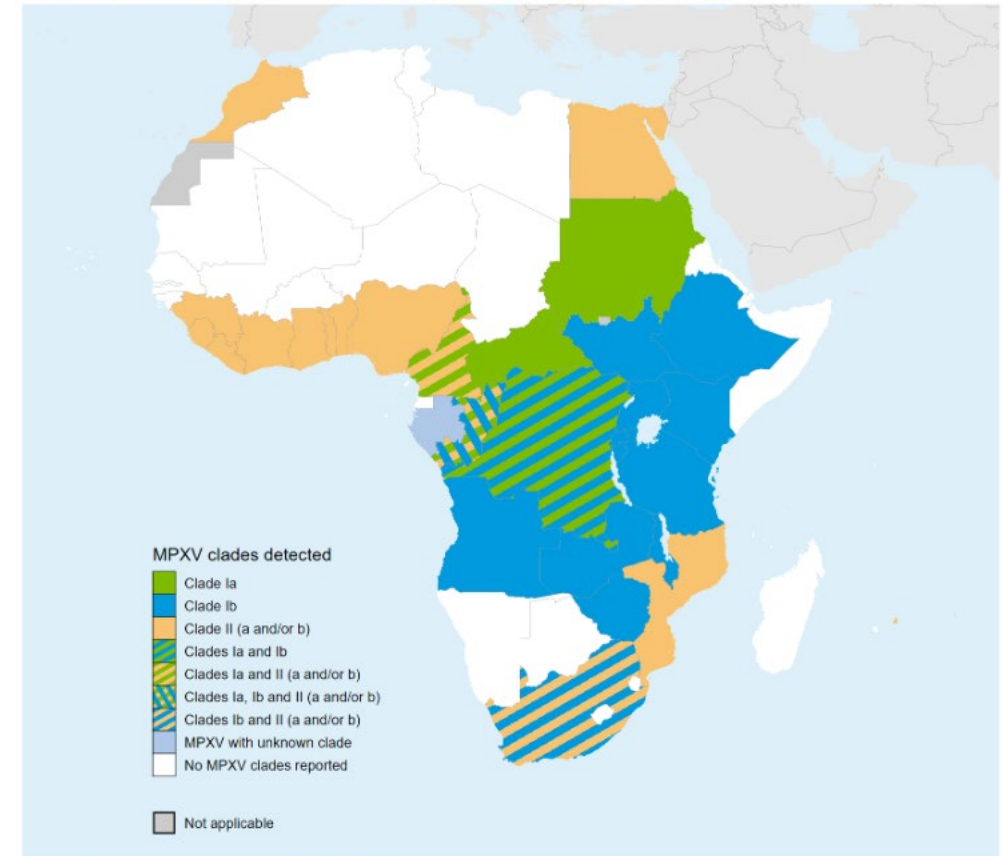 MPXV clades detected
Clade Ia
Clade Ib
Clade II (a and/or b)
Clades Ia and Ib
Clades Ia and II (a and/or b)
Clades Ia, Ib and II (a and/or b)
Clades Ib and II (a and/or b)
MPXV with unknown clade
No MPXV clades reported
Not applicable